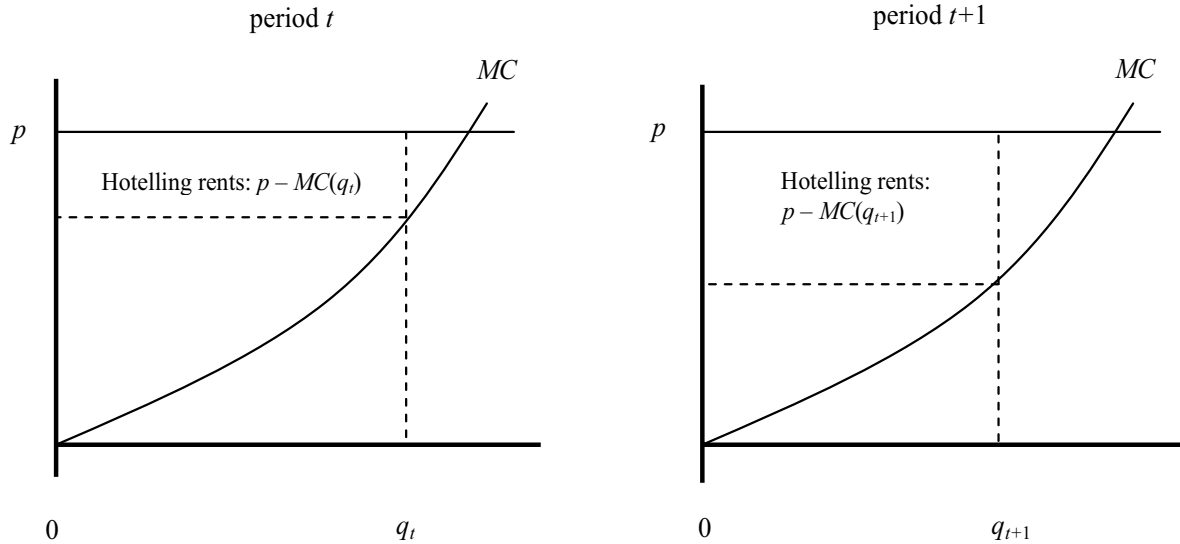 period t
MC
p
Hotelling rents: p – MC(qₜ)
0
qₜ
period t+1
MC
p
Hotelling rents:
p – MC(qₜ₊₁)
0
qₜ₊₁